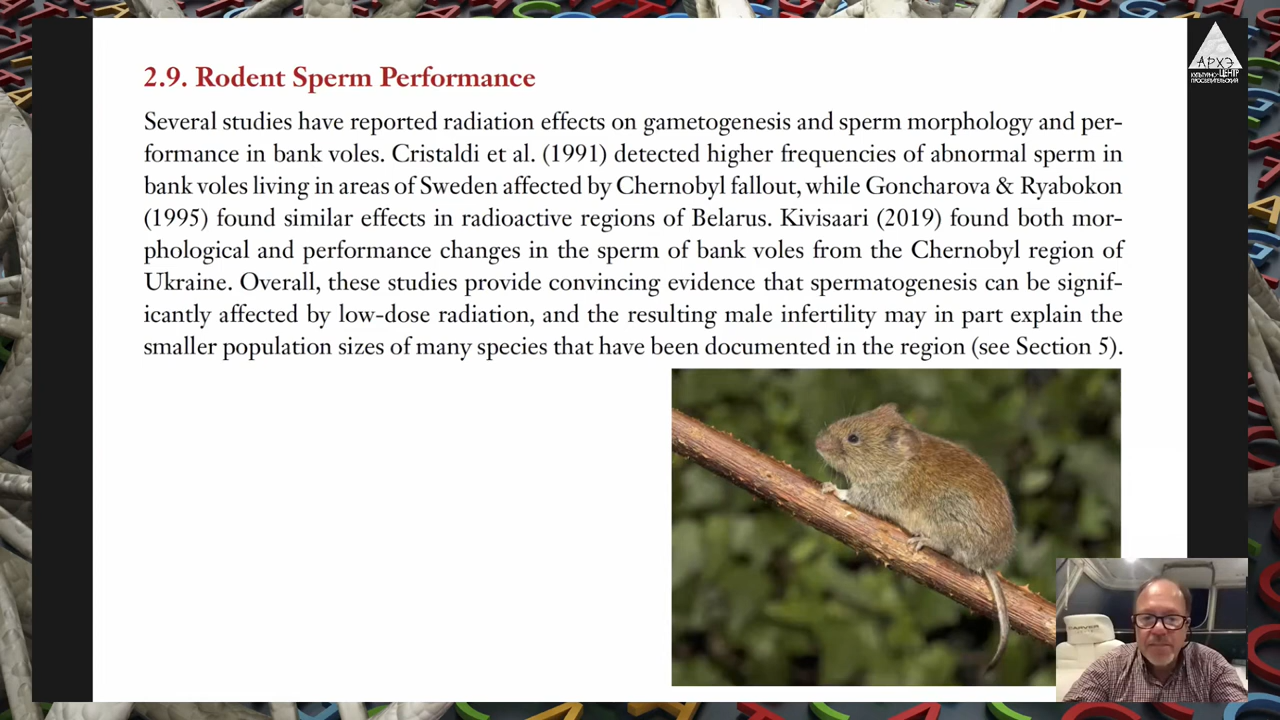 2.9. Rodent Sperm Performance
Several studies have reported radiation effects on gametogenesis and sperm morphology and per-
formance in bank voles. Cristaldi et al. (1991) detected higher frequencies of abnormal sperm in
bank voles living in areas of Sweden affected by Chernobyl fallout, while Goncharova & Ryabokon
(1995) found similar effects in radioactive regions of Belarus. Kivisaari (2019) found both mor-
phological and performance changes in the sperm of bank voles from the Chernobyl region of
Ukraine. Overall, these studies provide convincing evidence that spermatogenesis can be signif-
icantly affected by low-dose radiation, and the resulting male infertility may in part explain the
smaller population sizes of many species that have been documented in the region (see Section 5).
АРХЭ
КУЛЬТУРНО-ЦЕНТР
ПРОСВЕТИТЕЛЬСКИЙ
CARVER